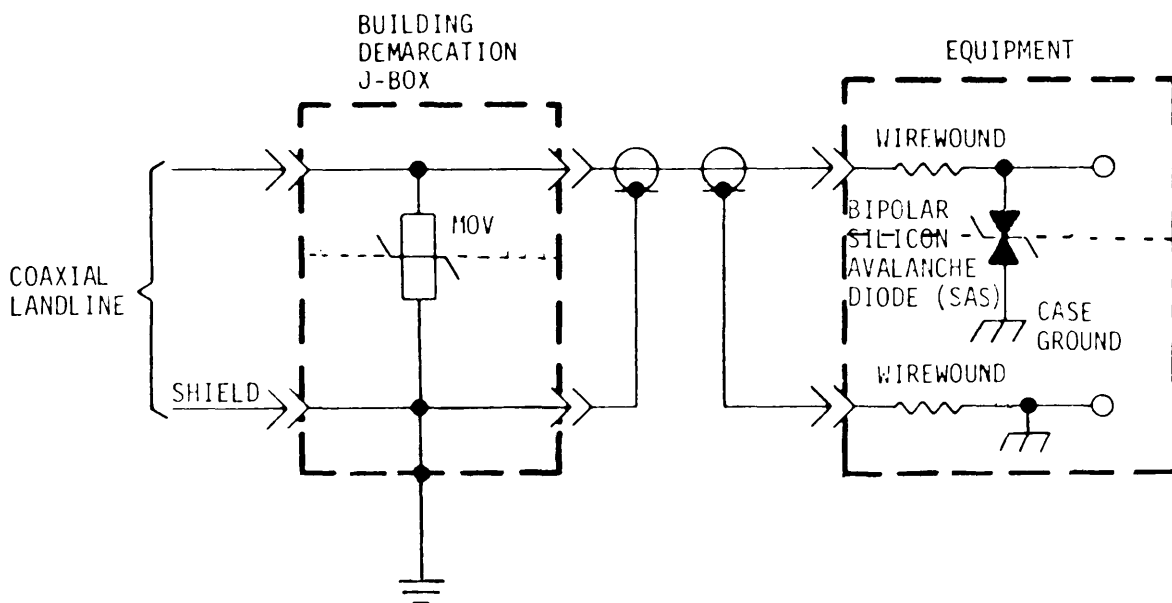 BUILDING
DEMARCATION
J-BOX
EQUIPMENT
WIREWOUND
MOV
BIPOLAR
SILICON
AVALANCHE
DIODE (SAS)
COAXIAL
LANDLINE
CASE
GROUND
SHIELD
WIREWOUND